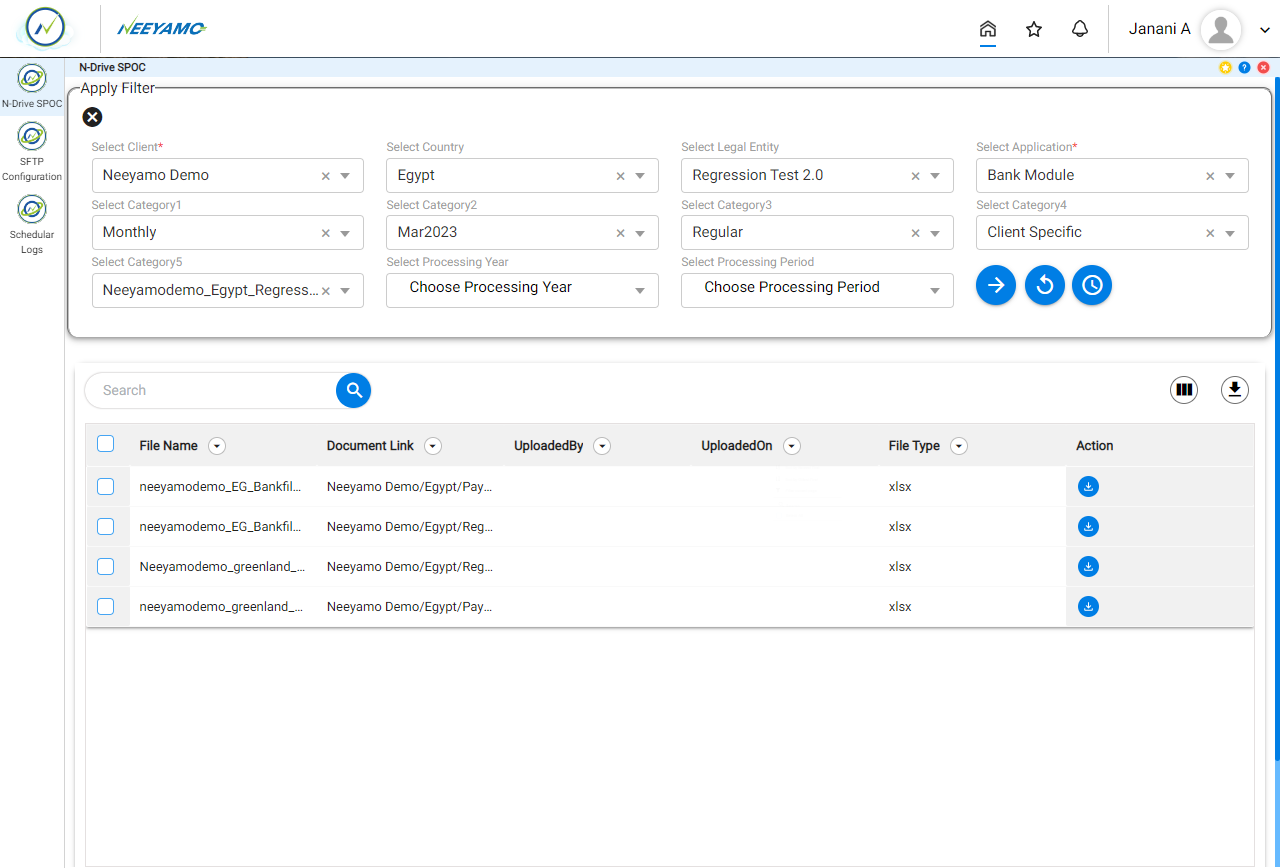 NEEYAMO
Janani A
N-Drive SPOC
N-Drive SPOC
SFTP
Configuration
Schedular
Logs
Apply Filter
Select Client*
Select Country
Select Legal Entity
Select Application*
Neeyamo Demo
Egypt
Regression Test 2.0
Bank Module
Select Category1
Select Category2
Select Category3
Select Category4
Monthly
Mar2023
Regular
Client Specific
Select Category5
Select Processing Year
Select Processing Period
Neeyamodemo_Egypt_Regress...
Choose Processing Year
Choose Processing Period
Search
File Name
Document Link
UploadedBy
UploadedOn
File Type
Action
neeyamodemo_EG_Bankfil...
Neeyamo Demo/Egypt/Pay...
xlsx
neeyamodemo_EG_Bankfil...
Neeyamo Demo/Egypt/Reg...
xlsx
Neeyamodemo_greenland_...
Neeyamo Demo/Egypt/Reg...
xlsx
neeyamodemo_greenland_...
Neeyamo Demo/Egypt/Pay...
xlsx